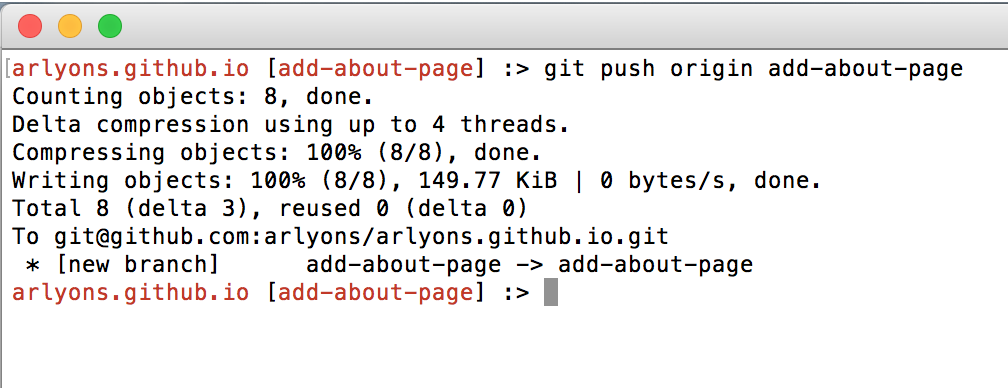 [arlyons.github.io [add-about-page] :> git push origin add-about-page
Counting objects: 8, done.
Delta compression using up to 4 threads.
Compressing objects: 100% (8/8), done.
Writing objects: 100% (8/8), 149.77 KiB | 0 bytes/s, done.
Total 8 (delta 3), reused 0 (delta 0)
To git@github.com:arlyons/arlyons.github.io.git
 * [new branch]      add-about-page -> add-about-page
arlyons.github.io [add-about-page] :>